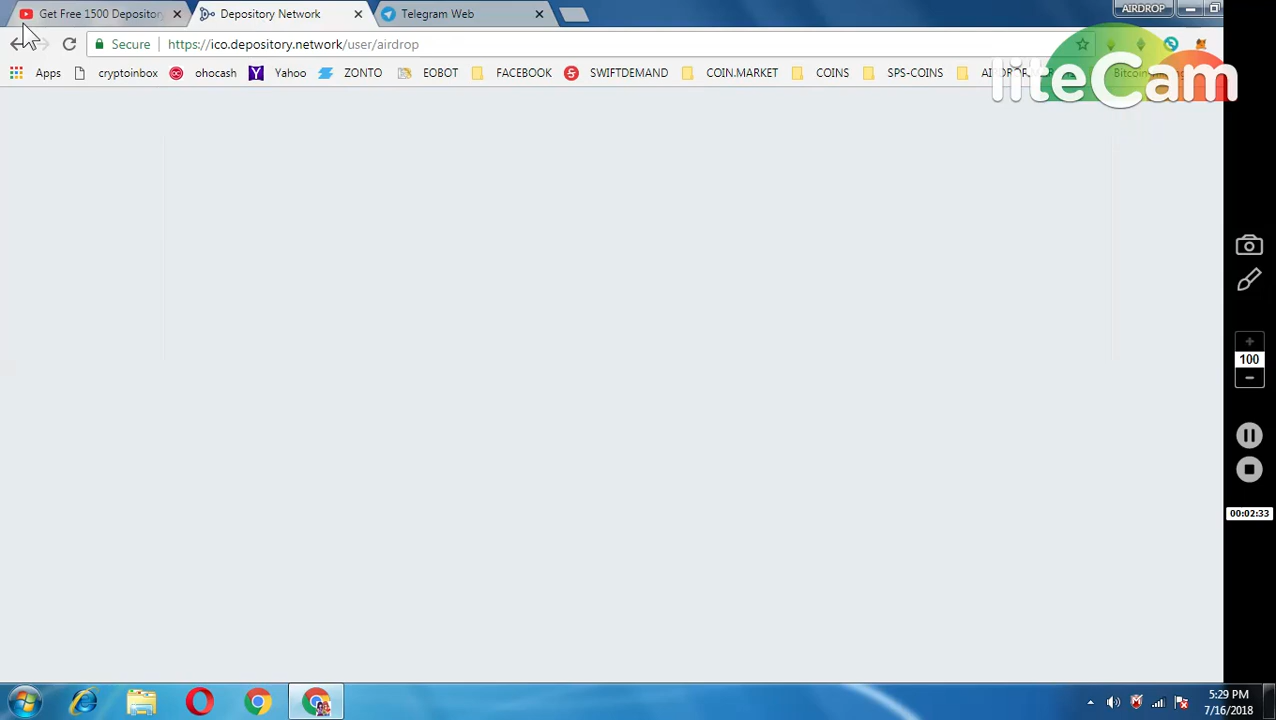 Get Free 1500 Depository
Depository Network
Telegram Web
AIRDROP
Secure
https://ico.depository.network/user/airdrop
Apps
cryptoinbox
ohocash
Yahoo
ZONTO
EOBOT
FACEBOOK
SWIFTDEMAND
COIN.MARKET
COINS
SPS-COINS
liteCam
100
00:02:33
5:29 PM
7/16/2018